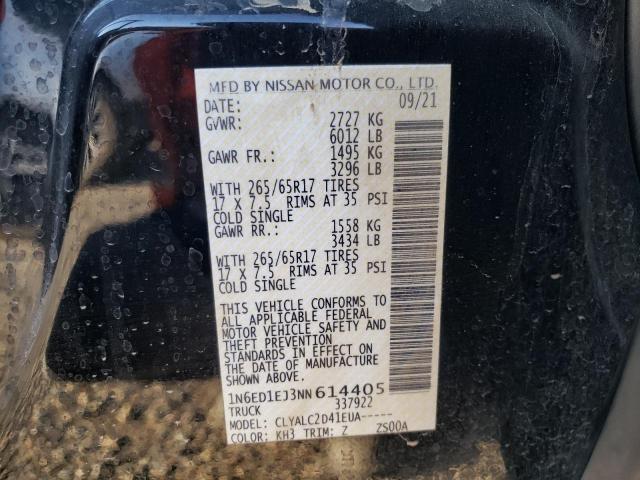 MFD BY NISSAN MOTOR CO., LTD.
DATE: 09/21
GVWR: 2727 KG
6012 LB
GAWR FR.: 1495 KG
3296 LB
WITH 265/65R17 TIRES
17 X 7.5 RIMS AT 35 PSI
COLD SINGLE
GAWR RR.: 1558 KG
3434 LB
WITH 265/65R17 TIRES
17 X 7.5 RIMS AT 35 PSI
COLD SINGLE
THIS VEHICLE CONFORMS TO
ALL APPLICABLE FEDERAL
MOTOR VEHICLE SAFETY AND
THEFT PREVENTION
STANDARDS IN EFFECT ON
THE DATE OF MANUFACTURE
SHOWN ABOVE.
1N6ED1EJ3NN614405
TRUCK 337922
MODEL: CLYALC2D41EUA-----
COLOR: KH3 TRIM: Z ZS00A